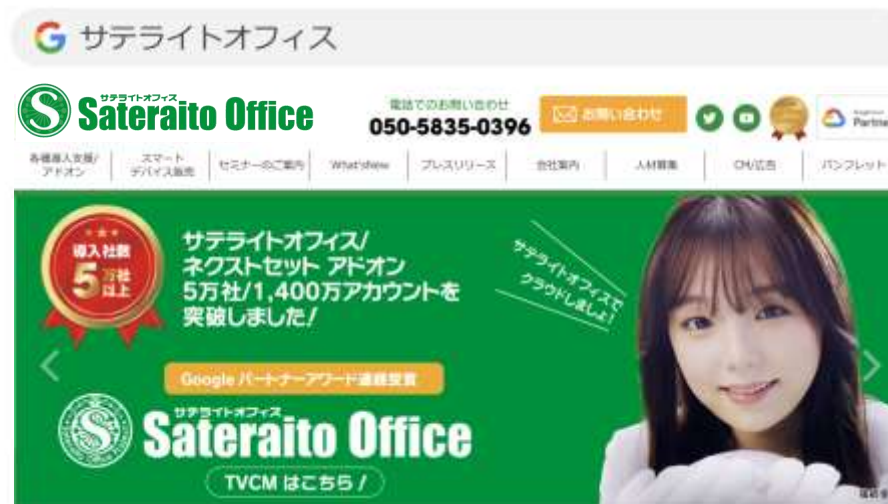 サテライトオフィス
サテライトオフィス
Sateraito Office
電話でのお問い合わせ
050-5835-0396
お問い合わせ
Partne
各種導入支援/
アドオン
スマート
デバイス販売
セミナーのご案内
What'sNew
プレスリリース
会社案内
人材募集
CM/広告
パンフレット
導入社数
5万社
以上
サテライトオフィス/
ネクストセット アドオン
5万社/1,400万アカウントを
突破しました!
サテライトオフィスで
クラウドしましょ!
Google パートナーアワード連続受賞
サテライトオフィス
Sateraito Office
TVCM はこちら /